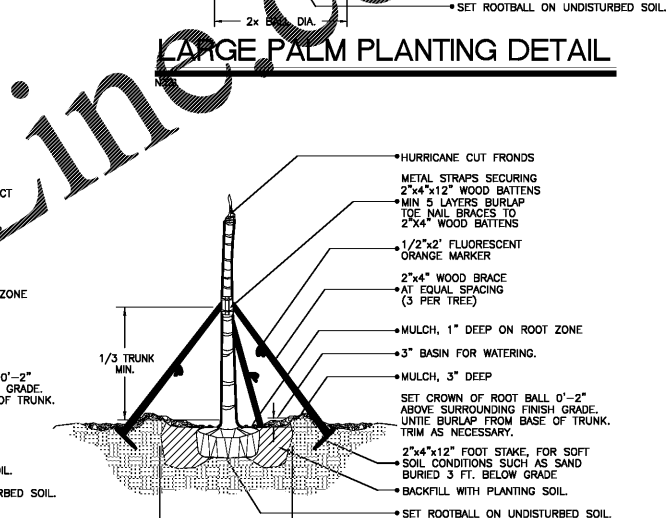 SET ROOTBALL ON UNDISTURBED SOIL.
2x BALL DIA.
LARGE PALM PLANTING DETAIL
Line.co
HURRICANE CUT FRONDS
METAL STRAPS SECURING
2"x4"x12" WOOD BATTENS
MIN 5 LAYERS BURLAP
TOE NAIL BRACES TO
2"X4" WOOD BATTENS
1/2"x2' FLUORESCENT
ORANGE MARKER
2"x4" WOOD BRACE
AT EQUAL SPACING
(3 PER TREE)
MULCH, 1" DEEP ON ROOT ZONE
3" BASIN FOR WATERING.
MULCH, 3" DEEP
SET CROWN OF ROOT BALL 0'-2"
ABOVE SURROUNDING FINISH GRADE.
UNTIE BURLAP FROM BASE OF TRUNK.
TRIM AS NECESSARY.
2"x4"x12" FOOT STAKE, FOR SOFT
SOIL CONDITIONS SUCH AS SAND
BURIED 3 FT. BELOW GRADE
BACKFILL WITH PLANTING SOIL.
SET ROOTBALL ON UNDISTURBED SOIL.
1/3 TRUNK
MIN.
CT
ZONE
0'-2"
GRADE.
OF TRUNK.
OIL.
RBED SOIL.